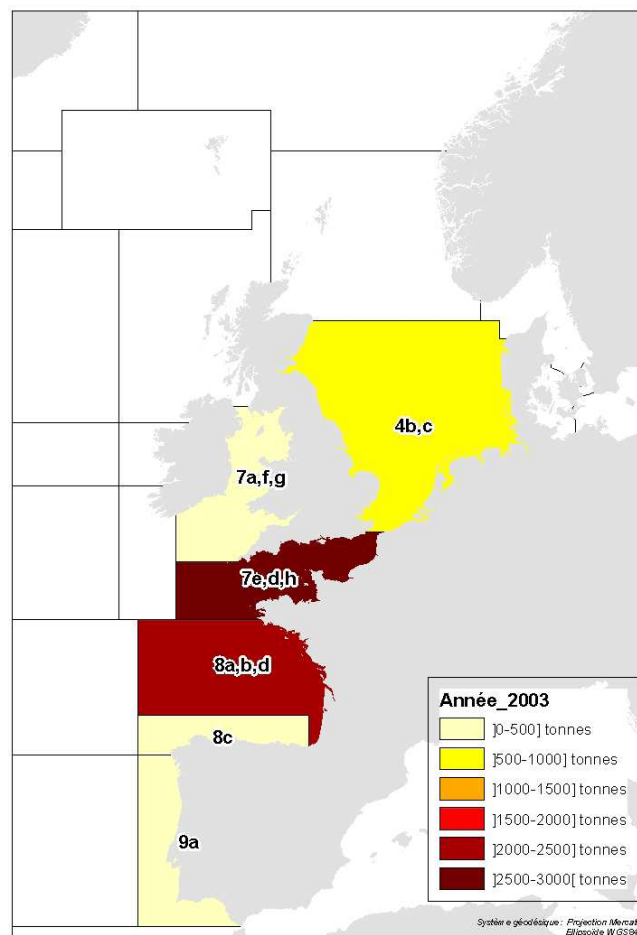 4b,c
7a,f,g
7e,d,h
8a,b,d
8c
9a
Année_2003
]0-500] tonnes
]500-1000] tonnes
]1000-1500] tonnes
]1500-2000] tonnes
]2000-2500] tonnes
]2500-3000[ tonnes
Système géodésique : Projection Mercat
Ellipsoïde WGS84